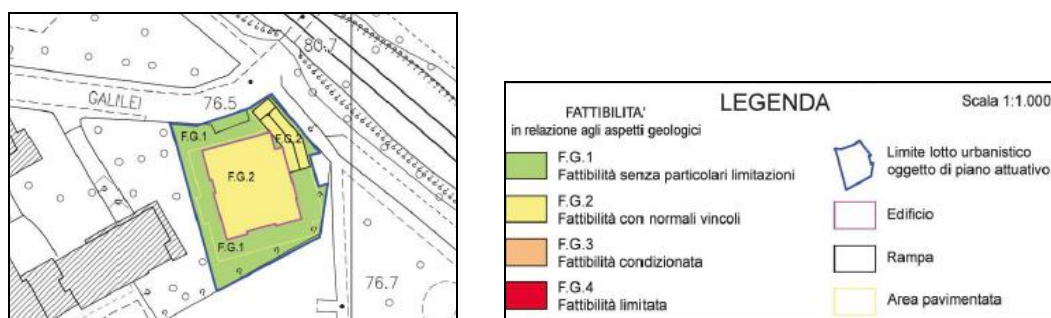 80.7
GALILEI
76.5
F.G.1
F.G.2
F.G.2
F.G.1
76.7
LEGENDA
Scala 1:1.000
FATTIBILITA'
in relazione agli aspetti geologici
F.G.1
Fattibilità senza particolari limitazioni
F.G.2
Fattibilità con normali vincoli
F.G.3
Fattibilità condizionata
F.G.4
Fattibilità limitata
Limite lotto urbanistico
oggetto di piano attuativo
Edificio
Rampa
Area pavimentata